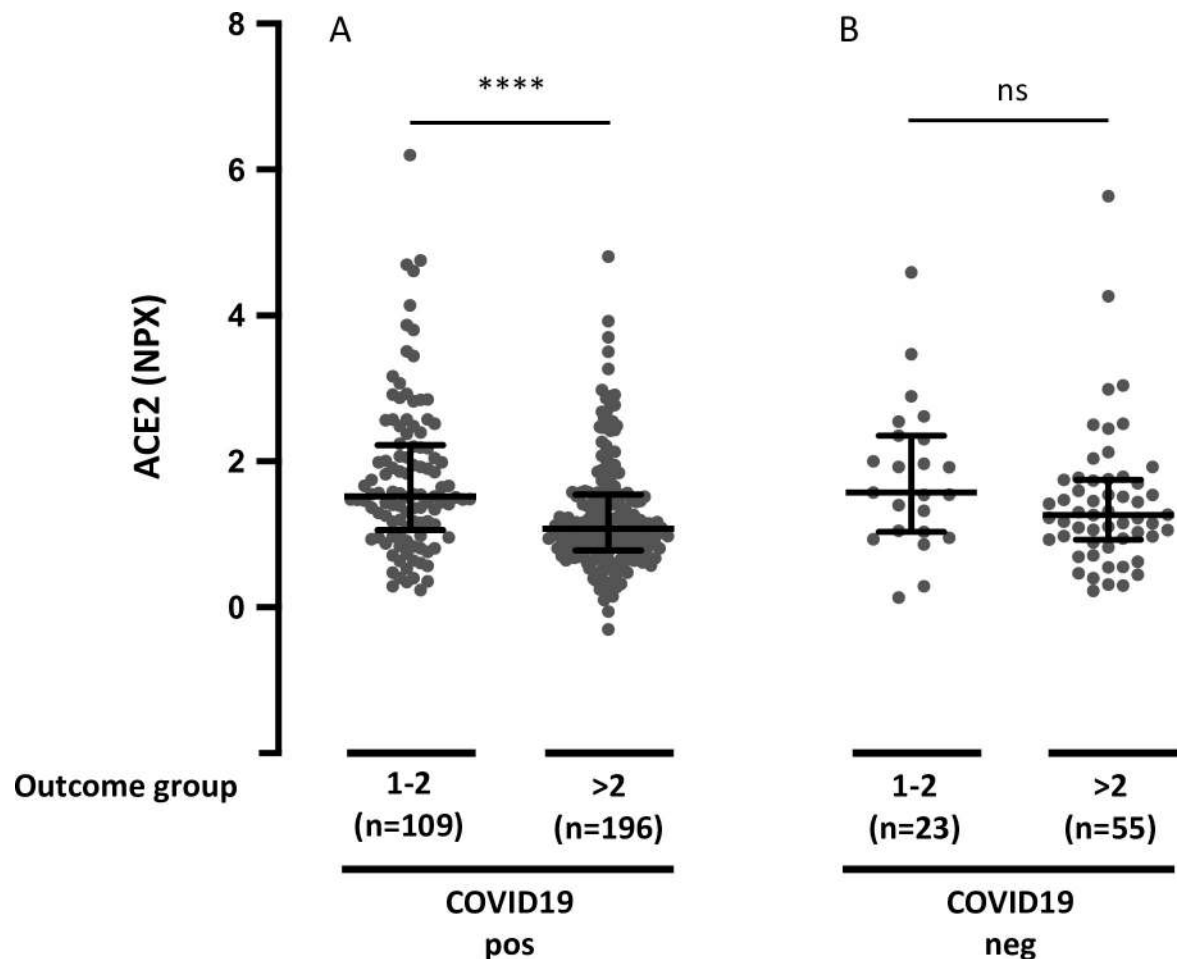 A
B
****
ns
8
6
4
2
0
ACE2 (NPX)
Outcome group
1-2
(n=109)
>2
(n=196)
1-2
(n=23)
>2
(n=55)
COVID19
pos
COVID19
neg